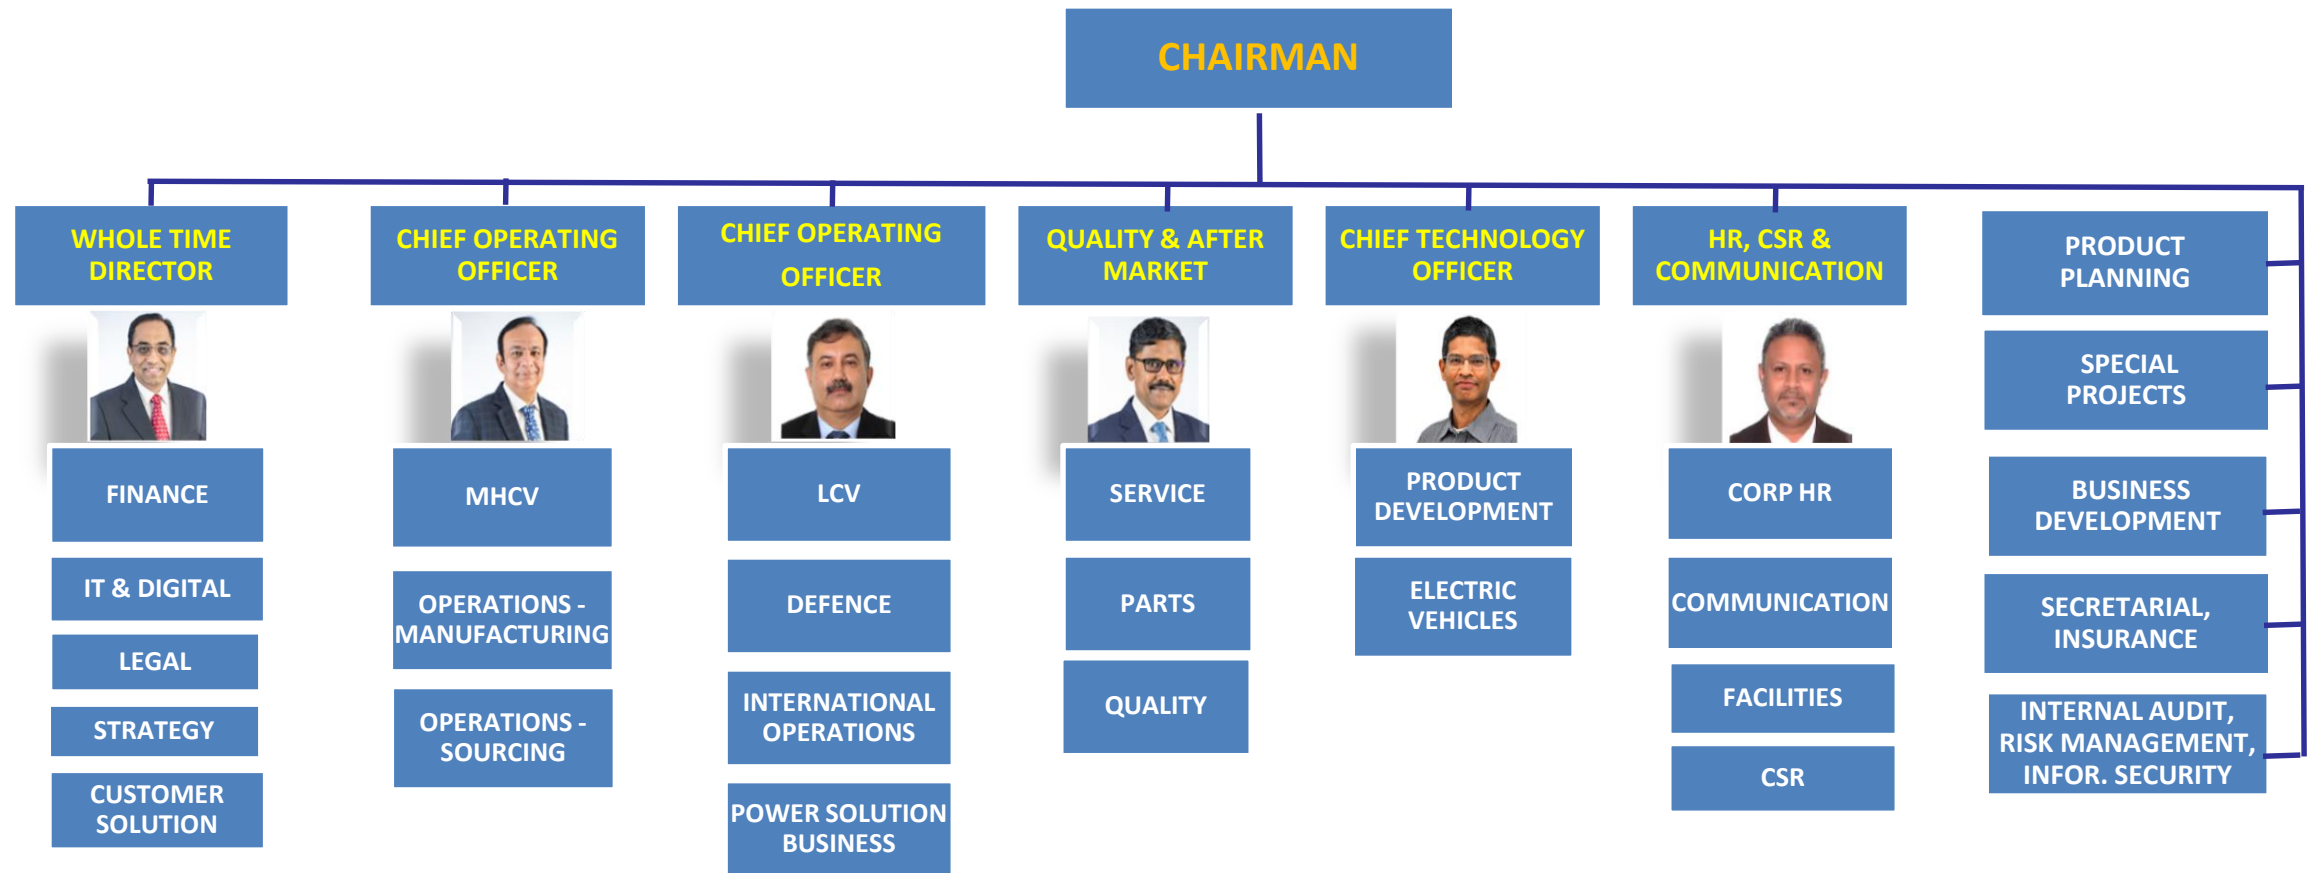 CHAIRMAN
WHOLE TIME
DIRECTOR
FINANCE
IT & DIGITAL
LEGAL
STRATEGY
CUSTOMER
SOLUTION
CHIEF OPERATING
OFFICER
MHCV
OPERATIONS -
MANUFACTURING
OPERATIONS -
SOURCING
CHIEF OPERATING
OFFICER
LCV
DEFENCE
INTERNATIONAL
OPERATIONS
POWER SOLUTION
BUSINESS
QUALITY & AFTER
MARKET
SERVICE
PARTS
QUALITY
CHIEF TECHNOLOGY
OFFICER
PRODUCT
DEVELOPMENT
ELECTRIC
VEHICLES
HR, CSR &
COMMUNICATION
CORP HR
COMMUNICATION
FACILITIES
CSR
PRODUCT
PLANNING
SPECIAL
PROJECTS
BUSINESS
DEVELOPMENT
SECRETARIAL,
INSURANCE
INTERNAL AUDIT,
RISK MANAGEMENT,
INFOR. SECURITY